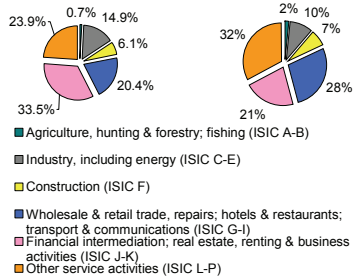 23.9%
0.7%
14.9%
6.1%
20.4%
33.5%
2%
10%
7%
32%
28%
21%
Agriculture, hunting & forestry; fishing (ISIC A-B)
Industry, including energy (ISIC C-E)
Construction (ISIC F)
Wholesale & retail trade, repairs; hotels & restaurants;
transport & communications (ISIC G-I)
Financial intermediation; real estate, renting & business
activities (ISIC J-K)
Other service activities (ISIC L-P)